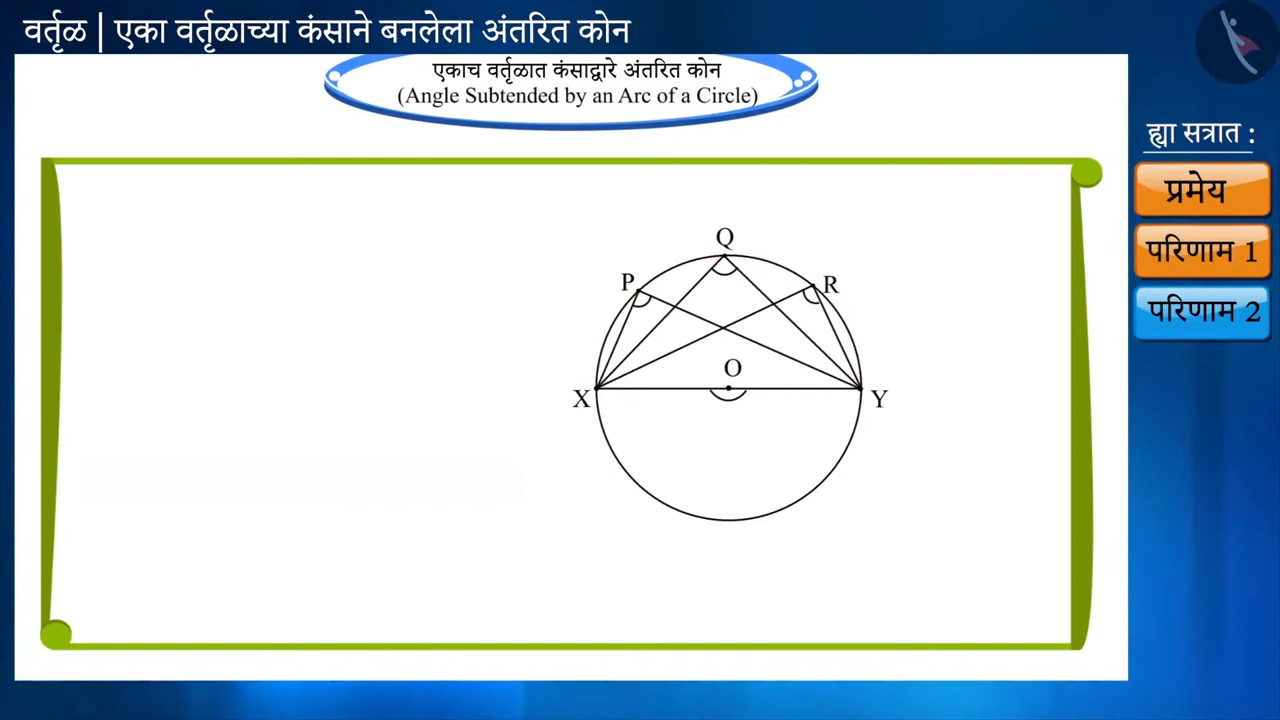 वर्तृळ | एका वर्तृळाच्या कंसाने बनलेला अंतरित कोन
एकाच वर्तृळात कंसाद्वारे अंतरित कोन
(Angle Subtended by an Arc of a Circle)
ह्या सत्रात :
प्रमेय
परिणाम 1
परिणाम 2
Q
P
R
O
X
Y